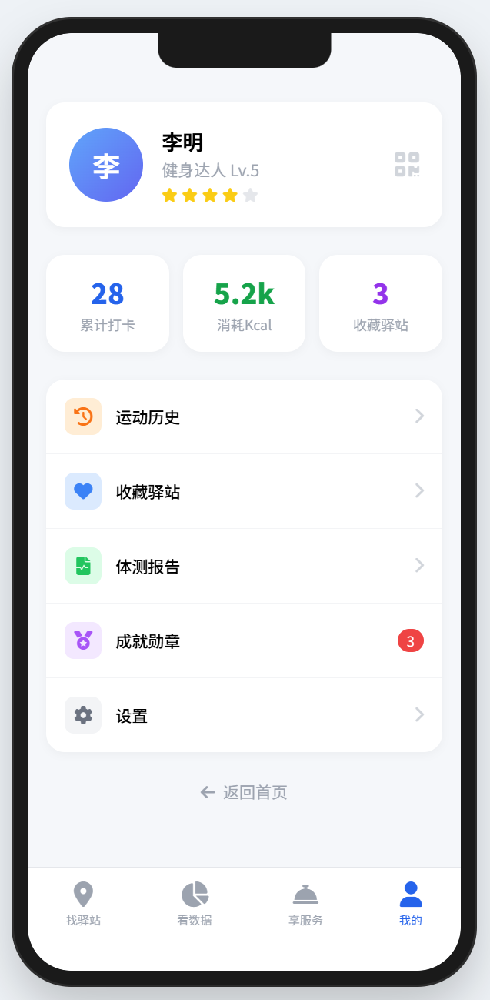 李
李明
健身达人 Lv.5
28
累计打卡
5.2k
消耗Kcal
3
收藏驿站
运动历史
收藏驿站
体测报告
成就勋章
3
设置
返回首页
找驿站
看数据
享服务
我的